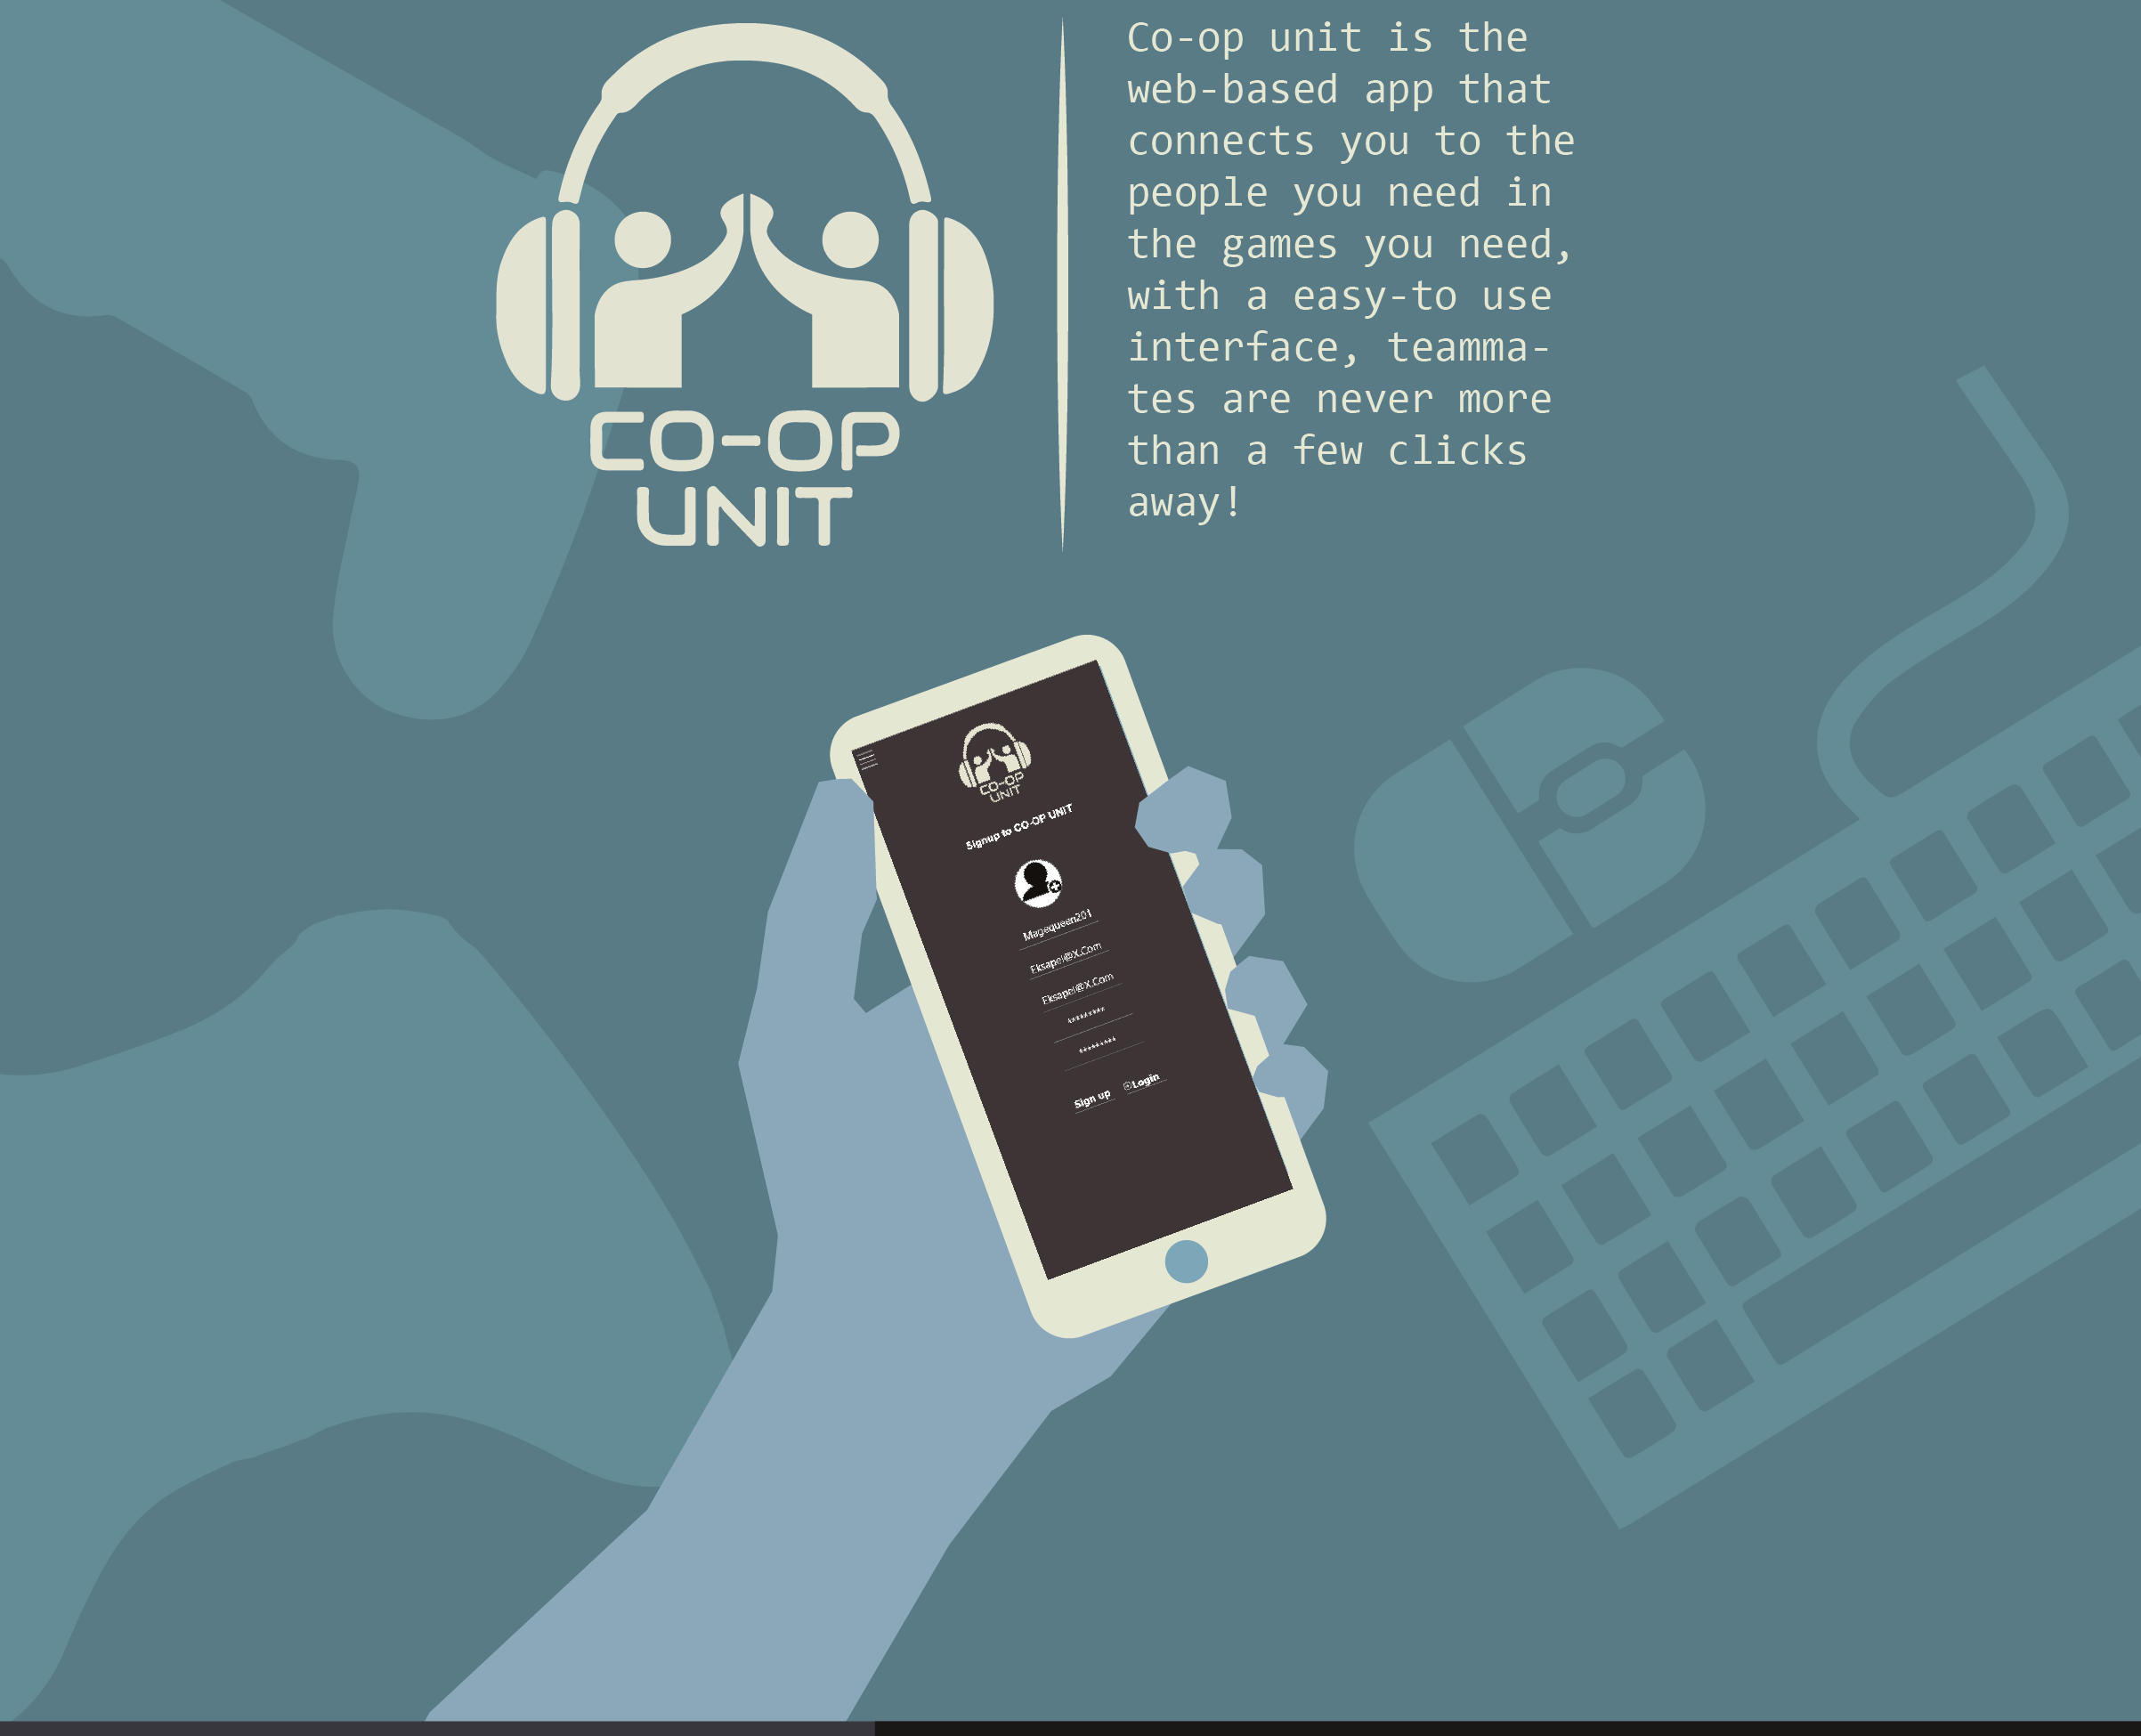 CO-OP
UNIT
Co-op unit is the
web-based app that
connects you to the
people you need in
the games you need,
with a easy-to use
interface, teamma-
tes are never more
than a few clicks
away!
CO-OP
UNIT
Signup to CO-OP UNIT
Magequeen201
Eksapel@X.Com
Eksapel@X.Com
*********
*********
Sign up Login